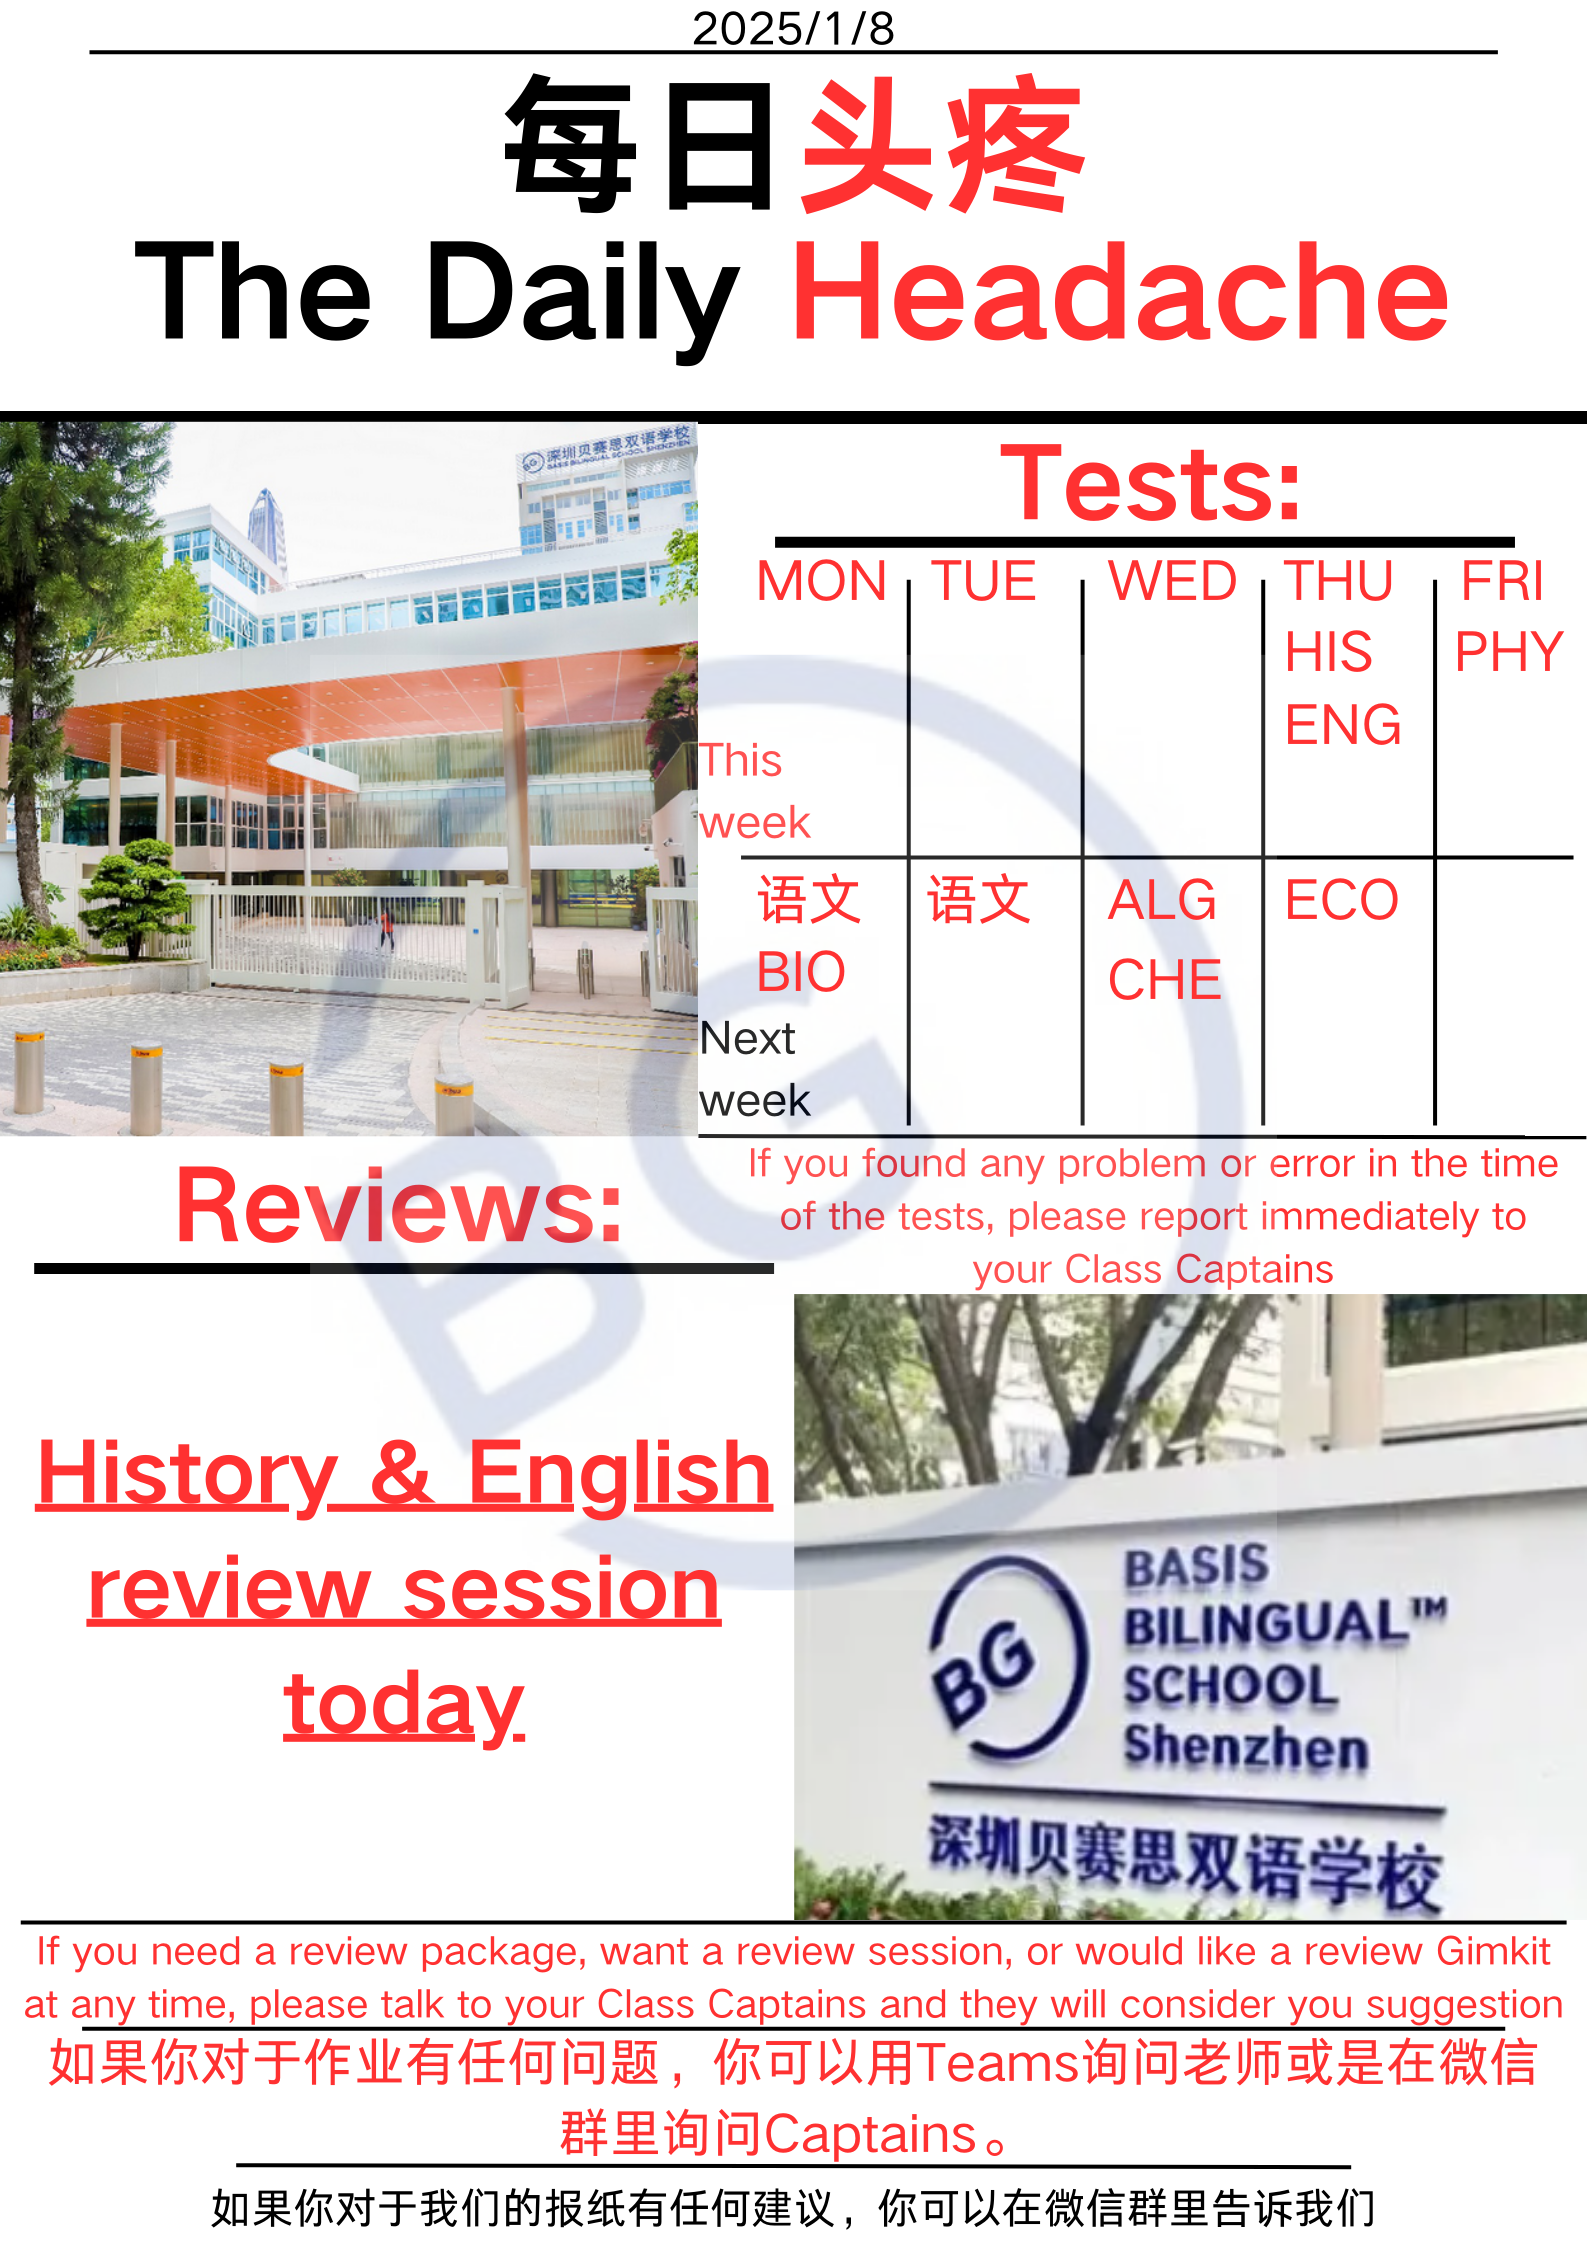 2025/1/8
每日头疼
The Daily Headache
深圳贝赛思双语学校
BASIS BILINGUAL SCHOOL SHENZHEN
BG
Tests:
MON TUE WED THU FRI
HIS PHY
ENG
This
week
语文 语文 ALG ECO
BIO CHE
Next
week
If you found any problem or error in the time
of the tests, please report immediately to
your Class Captains
Reviews:
History & English
review session
today
BG
BASIS
BILINGUAL™
SCHOOL
Shenzhen
深圳贝赛思双语学校
BG
If you need a review package, want a review session, or would like a review Gimkit
at any time, please talk to your Class Captains and they will consider you suggestion
如果你对于作业有任何问题，你可以用Teams询问老师或是在微信
群里询问Captains。
如果你对于我们的报纸有任何建议，你可以在微信群里告诉我们